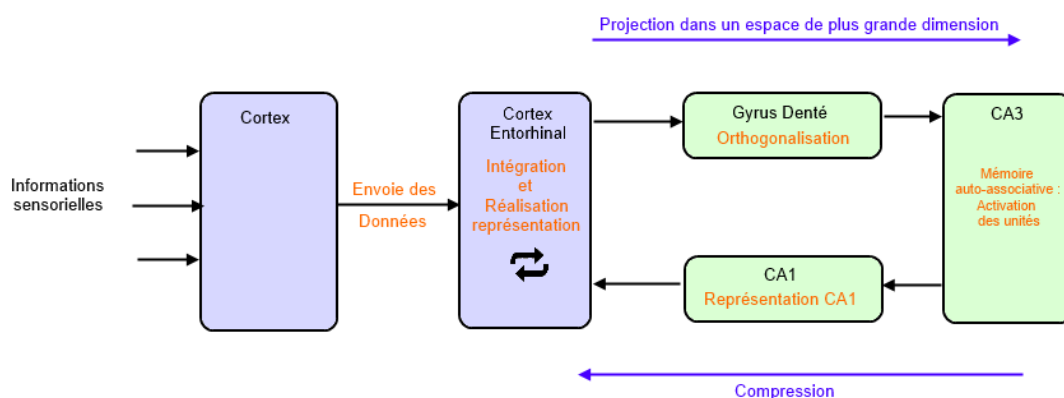 Projection dans un espace de plus grande dimension
Informations
sensorielles
Cortex
Envoie des
Données
Cortex
Entorhinal
Intégration
et
Réalisation
représentation
Gyrus Denté
Orthogonalisation
CA3
Mémoire
auto-associative :
Activation
des unités
CA1
Représentation CA1
Compression